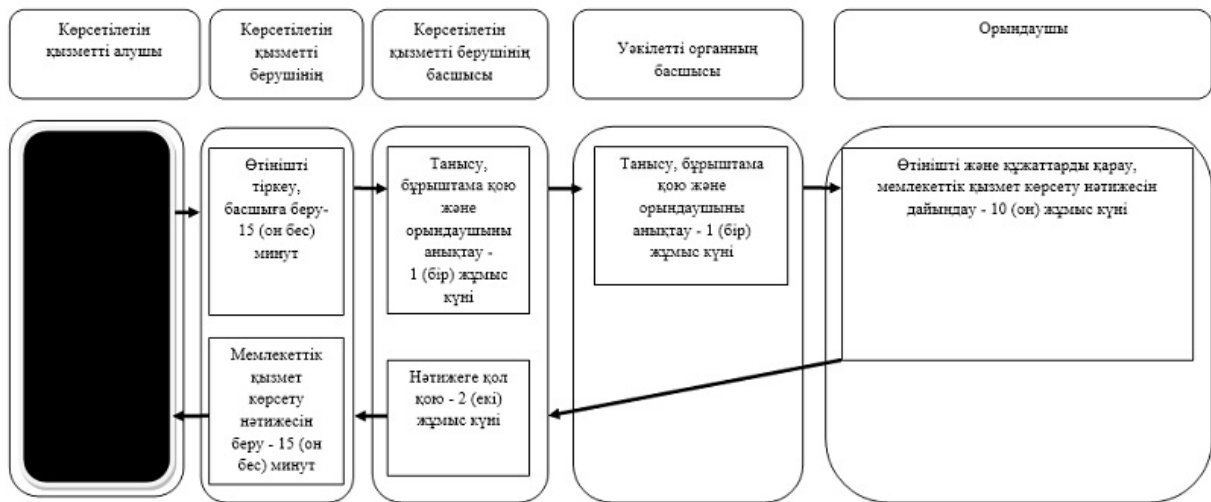 Көрсетілетін
қызметті алушы
Көрсетілетін
қызметті
берушінің
Көрсетілетін
қызметті берушінің
басшысы
Уәкілетті органның
басшысы
Орындаушы
Өтінішті
тіркеу,
басшыға беру-
15 (он бес)
минут
Танысу,
бұрыштама қою
және
орындаушыны
анықтау -
1 (бір) жұмыс
күні
Танысу, бұрыштама
қою және
орындаушыны
анықтау - 1 (бір)
жұмыс күні
Өтінішті және құжаттарды қарау,
мемлекеттік қызмет көрсету нәтижесін
дайындау - 10 (он) жұмыс күні
Мемлекеттік
қызмет
көрсету
нәтижесін
беру - 15 (он
бес) минут
Нәтижеге қол
қою - 2 (екі)
жұмыс күні